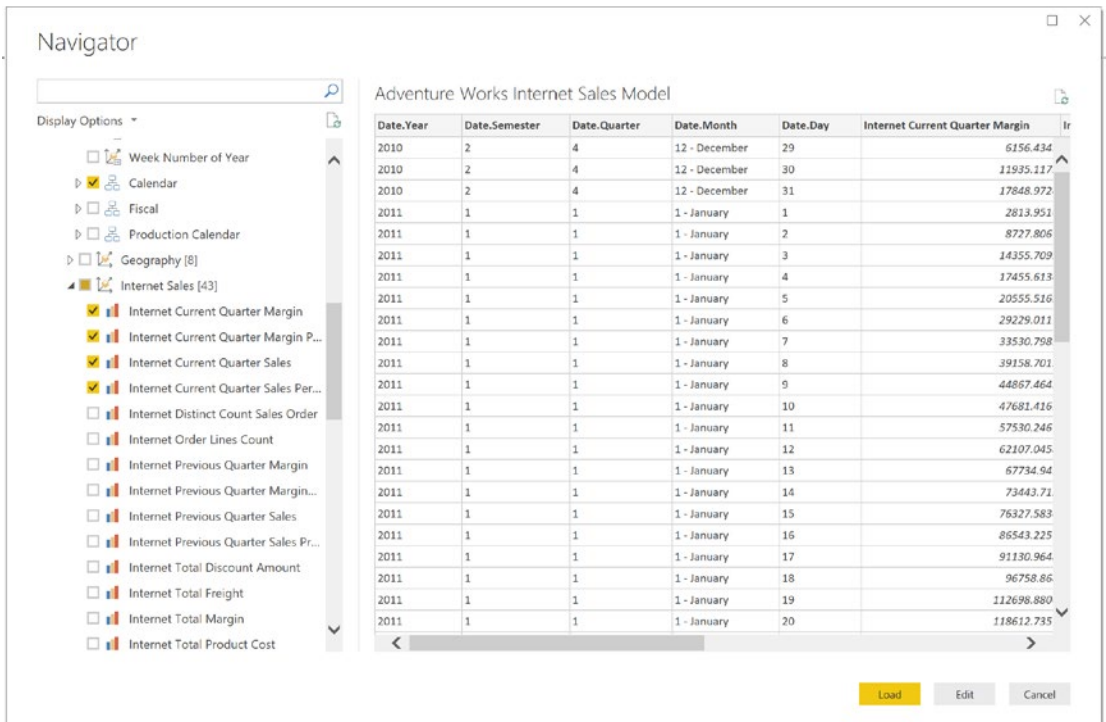 Navigator
Display Options
Week Number of Year
Calendar
Fiscal
Production Calendar
Geography [8]
Internet Sales [43]
Internet Current Quarter Margin
Internet Current Quarter Margin P...
Internet Current Quarter Sales
Internet Current Quarter Sales Per...
Internet Distinct Count Sales Order
Internet Order Lines Count
Internet Previous Quarter Margin
Internet Previous Quarter Margin...
Internet Previous Quarter Sales
Internet Previous Quarter Sales Pr...
Internet Total Discount Amount
Internet Total Freight
Internet Total Margin
Internet Total Product Cost
Adventure Works Internet Sales Model
Date.Year Date.Semester Date.Quarter Date.Month Date.Day Internet Current Quarter Margin
2010 2 4 12 - December 29 6156.434
2010 2 4 12 - December 30 11935.117
2010 2 4 12 - December 31 17848.972
2011 1 1 1 - January 1 2813.951
2011 1 1 1 - January 2 8727.806
2011 1 1 1 - January 3 14355.709
2011 1 1 1 - January 4 17455.613
2011 1 1 1 - January 5 20555.516
2011 1 1 1 - January 6 29229.011
2011 1 1 1 - January 7 33530.798
2011 1 1 1 - January 8 39158.701
2011 1 1 1 - January 9 44867.464
2011 1 1 1 - January 10 47681.416
2011 1 1 1 - January 11 57530.246
2011 1 1 1 - January 12 62107.045
2011 1 1 1 - January 13 67734.94
2011 1 1 1 - January 14 73443.71
2011 1 1 1 - January 15 76327.583
2011 1 1 1 - January 16 86543.225
2011 1 1 1 - January 17 91130.964
2011 1 1 1 - January 18 96758.86
2011 1 1 1 - January 19 112698.880
2011 1 1 1 - January 20 118612.735
Load Edit Cancel